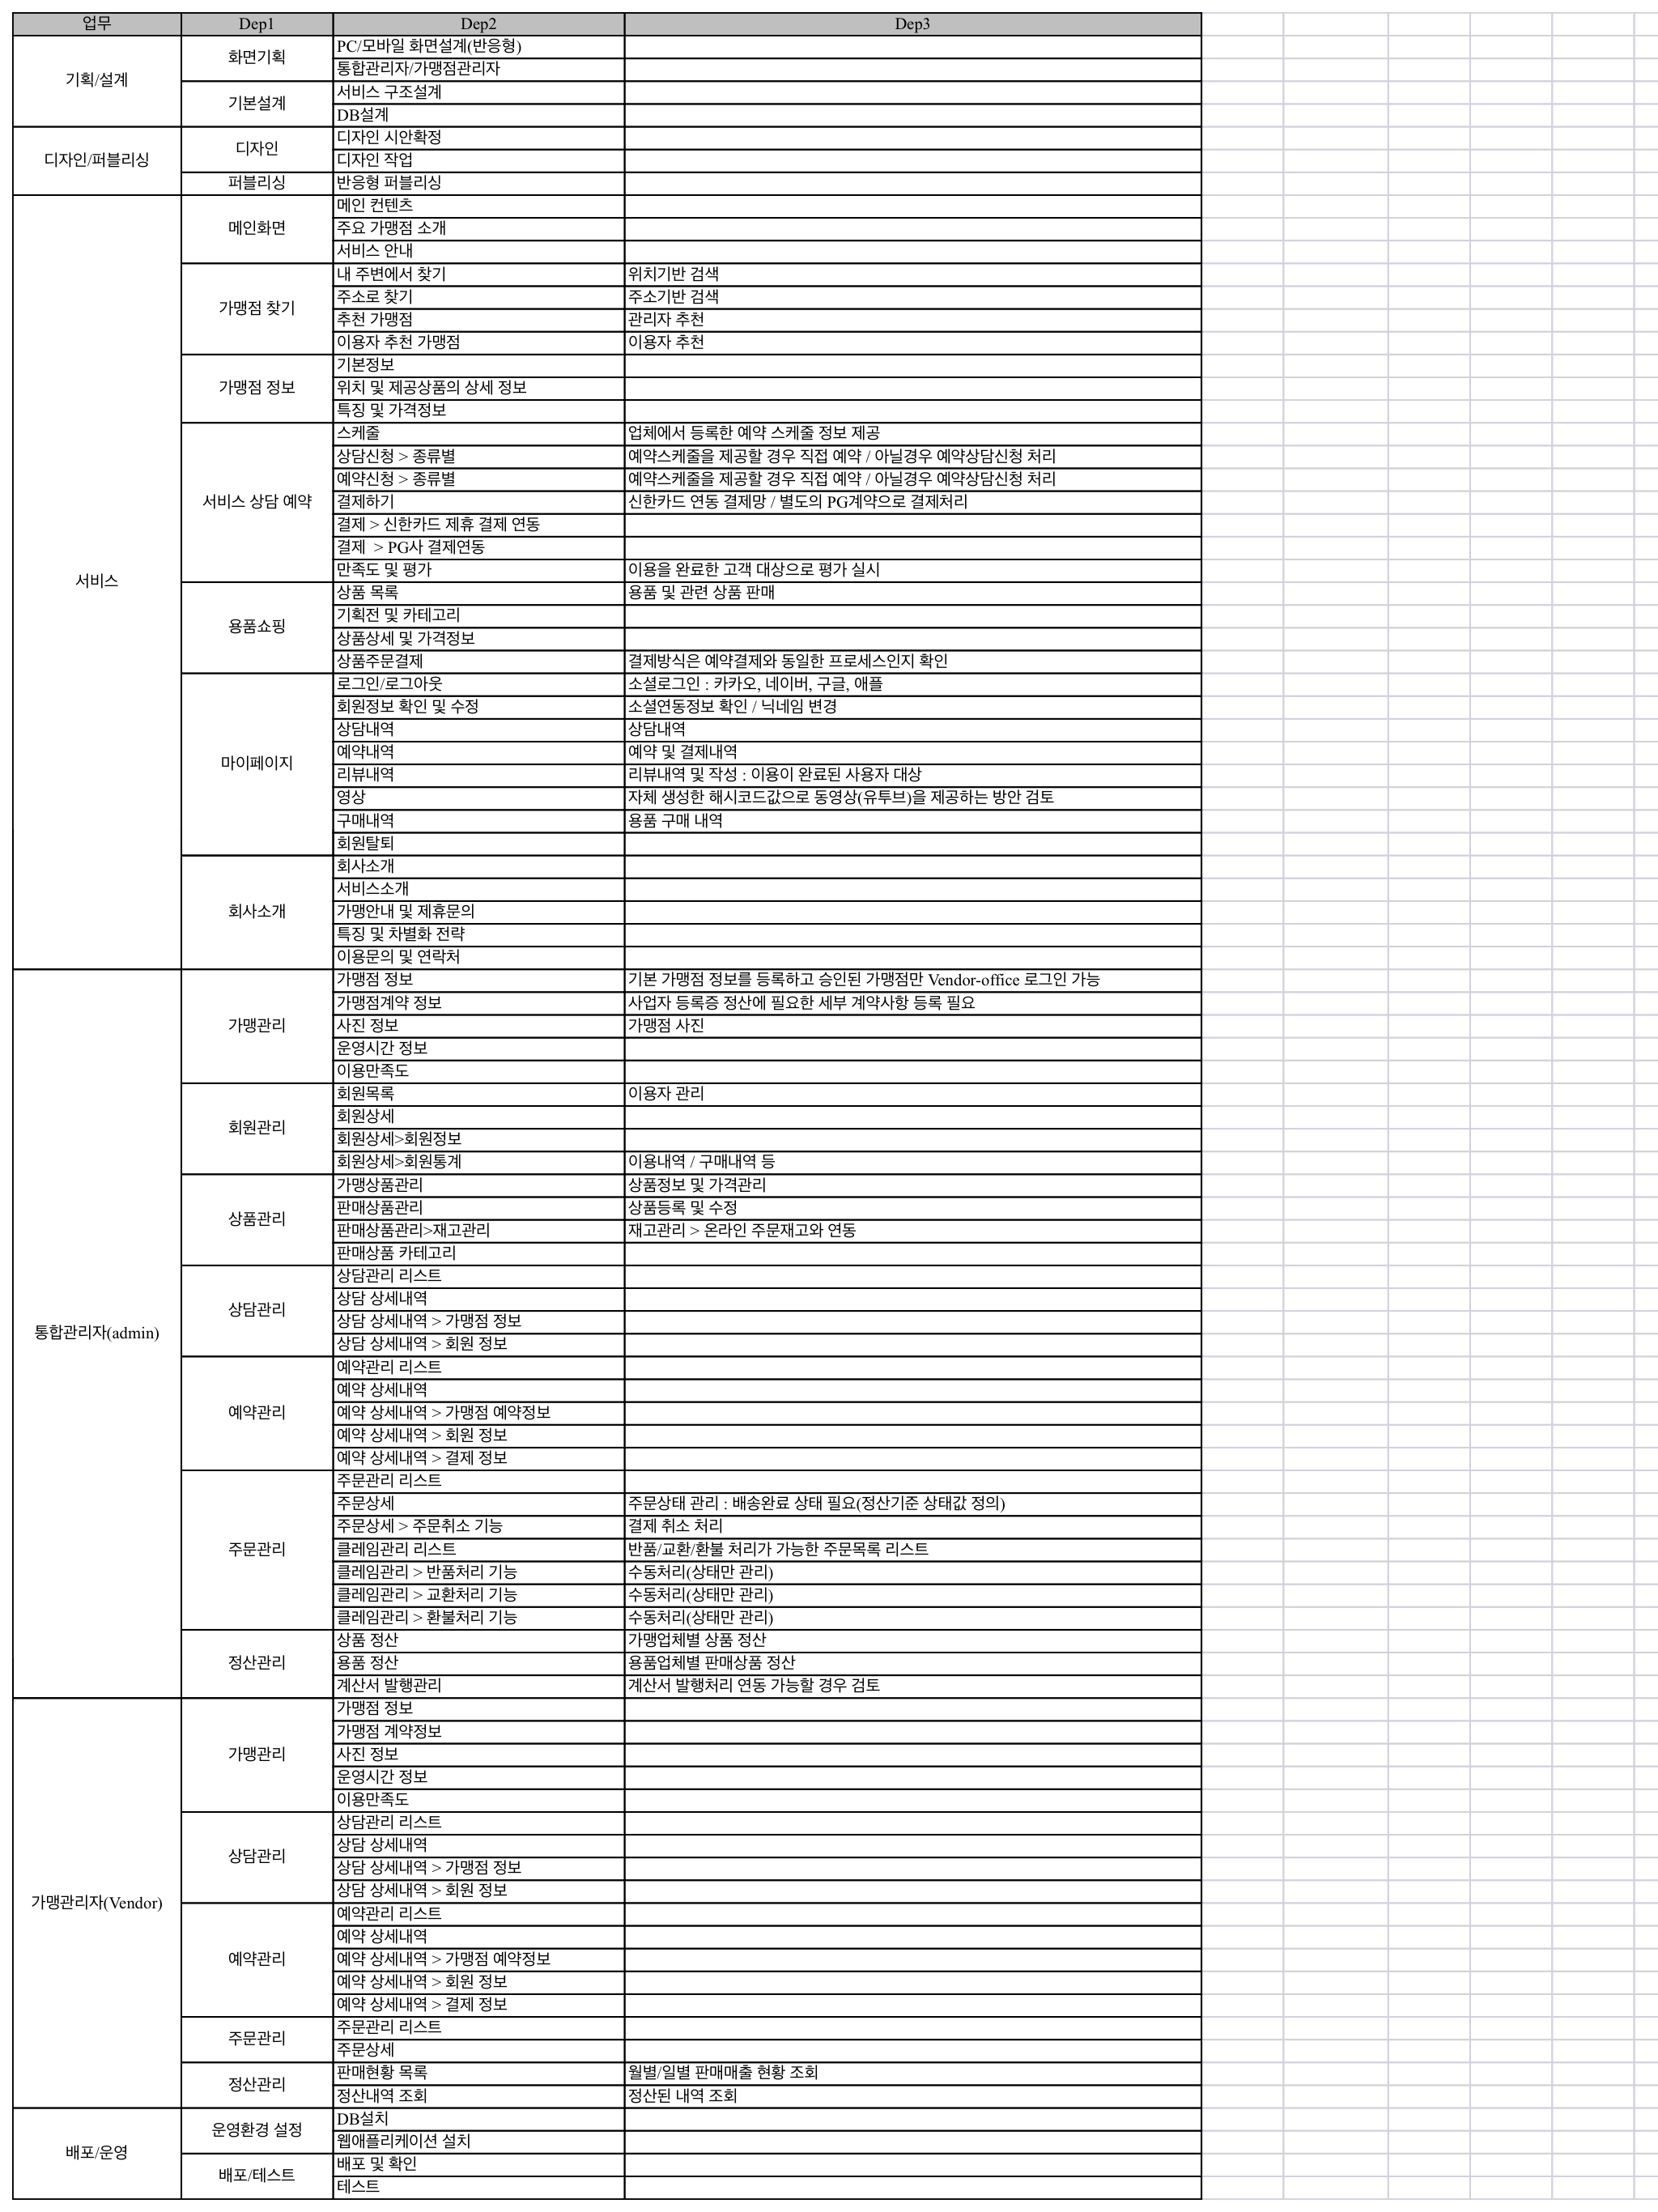 업무 Dep1 Dep2 Dep3
기획/설계 화면기획 PC/모바일 화면설계(반응형)
통합관리자/가맹점관리자
기본설계 서비스 구조설계
DB설계
디자인/퍼블리싱 디자인 디자인 시안확정
디자인 작업
퍼블리싱 반응형 퍼블리싱
서비스 메인화면 메인 컨텐츠
주요 가맹점 소개
서비스 안내
가맹점 찾기 내 주변에서 찾기 위치기반 검색
주소로 찾기 주소기반 검색
추천 가맹점 관리자 추천
이용자 추천 가맹점 이용자 추천
가맹점 정보 기본정보
위치 및 제공상품의 상세 정보
특징 및 가격정보
서비스 상담 예약 스케줄 업체에서 등록한 예약 스케줄 정보 제공
상담신청 > 종류별 예약스케줄을 제공할 경우 직접 예약 / 아닐경우 예약상담신청 처리
예약신청 > 종류별 예약스케줄을 제공할 경우 직접 예약 / 아닐경우 예약상담신청 처리
결제하기 신한카드 연동 결제망 / 별도의 PG계약으로 결제처리
결제 > 신한카드 제휴 결제 연동
결제  > PG사 결제연동
만족도 및 평가 이용을 완료한 고객 대상으로 평가 실시
용품쇼핑 상품 목록 용품 및 관련 상품 판매
기획전 및 카테고리
상품상세 및 가격정보
상품주문결제 결제방식은 예약결제와 동일한 프로세스인지 확인
마이페이지 로그인/로그아웃 소셜로그인 : 카카오, 네이버, 구글, 애플
회원정보 확인 및 수정 소셜연동정보 확인 / 닉네임 변경
상담내역 상담내역
예약내역 예약 및 결제내역
리뷰내역 리뷰내역 및 작성 : 이용이 완료된 사용자 대상
영상 자체 생성한 해시코드값으로 동영상(유투브)을 제공하는 방안 검토
구매내역 용품 구매 내역
회원탈퇴
회사소개 회사소개
서비스소개
가맹안내 및 제휴문의
특징 및 차별화 전략
이용문의 및 연락처
통합관리자(admin) 가맹관리 가맹점 정보 기본 가맹점 정보를 등록하고 승인된 가맹점만 Vendor-office 로그인 가능
가맹점계약 정보 사업자 등록증 정산에 필요한 세부 계약사항 등록 필요
사진 정보 가맹점 사진
운영시간 정보
이용만족도
회원관리 회원목록 이용자 관리
회원상세
회원상세>회원정보
회원상세>회원통계 이용내역 / 구매내역 등
상품관리 가맹상품관리 상품정보 및 가격관리
판매상품관리 상품등록 및 수정
판매상품관리>재고관리 재고관리 > 온라인 주문재고와 연동
판매상품 카테고리
상담관리 상담관리 리스트
상담 상세내역
상담 상세내역 > 가맹점 정보
상담 상세내역 > 회원 정보
예약관리 예약관리 리스트
예약 상세내역
예약 상세내역 > 가맹점 예약정보
예약 상세내역 > 회원 정보
예약 상세내역 > 결제 정보
주문관리 주문관리 리스트
주문상세 주문상태 관리 : 배송완료 상태 필요(정산기준 상태값 정의)
주문상세 > 주문취소 기능 결제 취소 처리
클레임관리 리스트 반품/교환/환불 처리가 가능한 주문목록 리스트
클레임관리 > 반품처리 기능 수동처리(상태만 관리)
클레임관리 > 교환처리 기능 수동처리(상태만 관리)
클레임관리 > 환불처리 기능 수동처리(상태만 관리)
정산관리 상품 정산 가맹업체별 상품 정산
용품 정산 용품업체별 판매상품 정산
계산서 발행관리 계산서 발행처리 연동 가능할 경우 검토
가맹관리자(Vendor) 가맹관리 가맹점 정보
가맹점 계약정보
사진 정보
운영시간 정보
이용만족도
상담관리 상담관리 리스트
상담 상세내역
상담 상세내역 > 가맹점 정보
상담 상세내역 > 회원 정보
예약관리 예약관리 리스트
예약 상세내역
예약 상세내역 > 가맹점 예약정보
예약 상세내역 > 회원 정보
예약 상세내역 > 결제 정보
주문관리 주문관리 리스트
주문상세
정산관리 판매현황 목록 월별/일별 판매매출 현황 조회
정산내역 조회 정산된 내역 조회
배포/운영 운영환경 설정 DB설치
웹애플리케이션 설치
배포/테스트 배포 및 확인
테스트